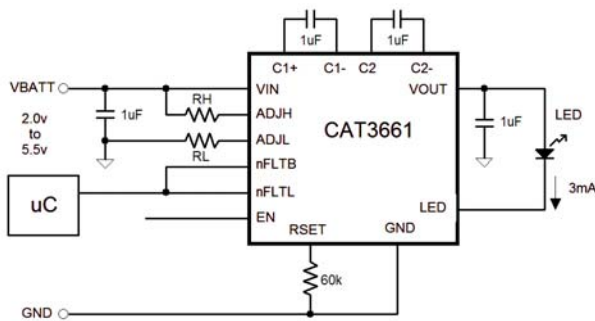 1uF 1uF
C1+ C1- C2 C2-
VBATT VIN VOUT
RH
ADJH
2.0v
to
5.5v
1uF
ADJL
RL
CAT3661
1uF
LED
nFLTB
uC
nFLTL
3mA
EN
LED
RSET GND
60k
GND